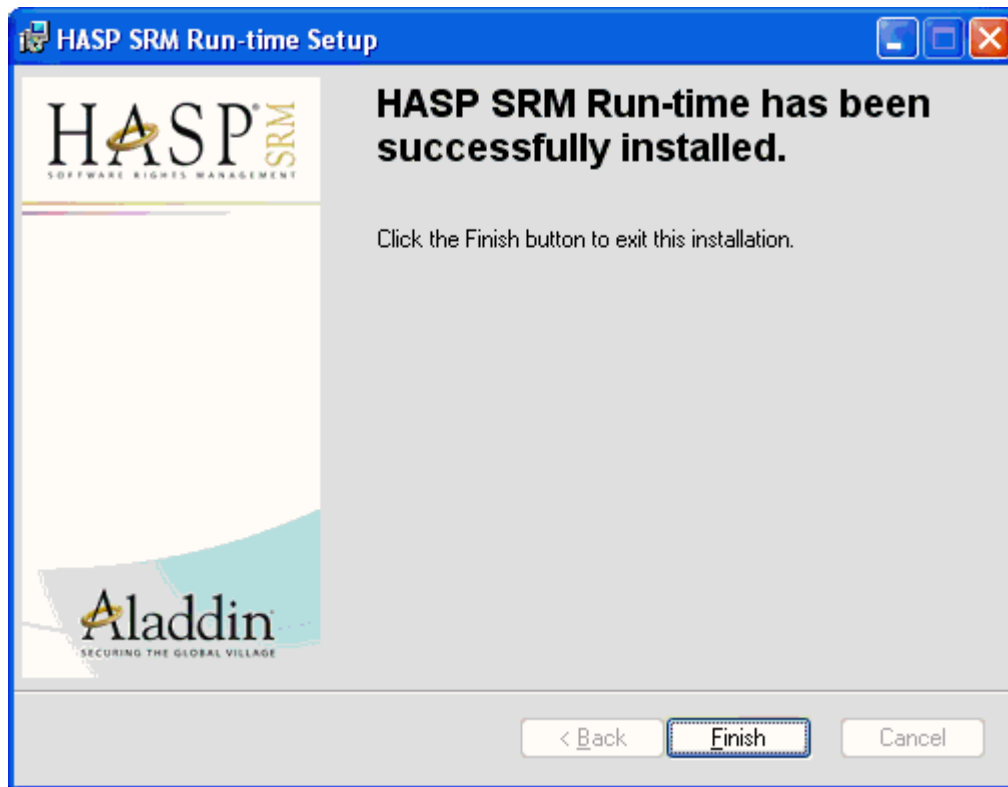 HASP SRM Run-time Setup
HASP® SRM
SOFTWARE RIGHTS MANAGEMENT
HASP SRM Run-time has been
successfully installed.
Click the Finish button to exit this installation.
Aladdin
SECURING THE GLOBAL VILLAGE
< Back
Finish
Cancel